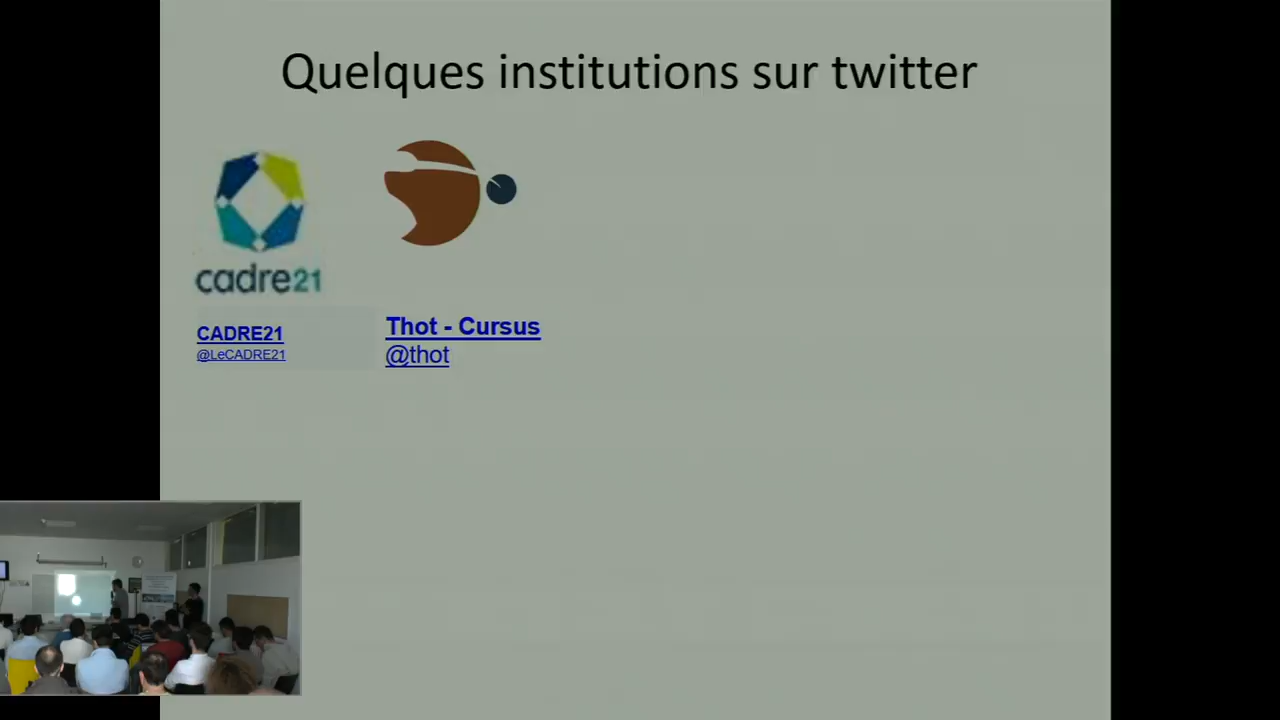 Quelques institutions sur twitter
cadre21
CADRE21
@LeCADRE21
Thot - Cursus
@thot